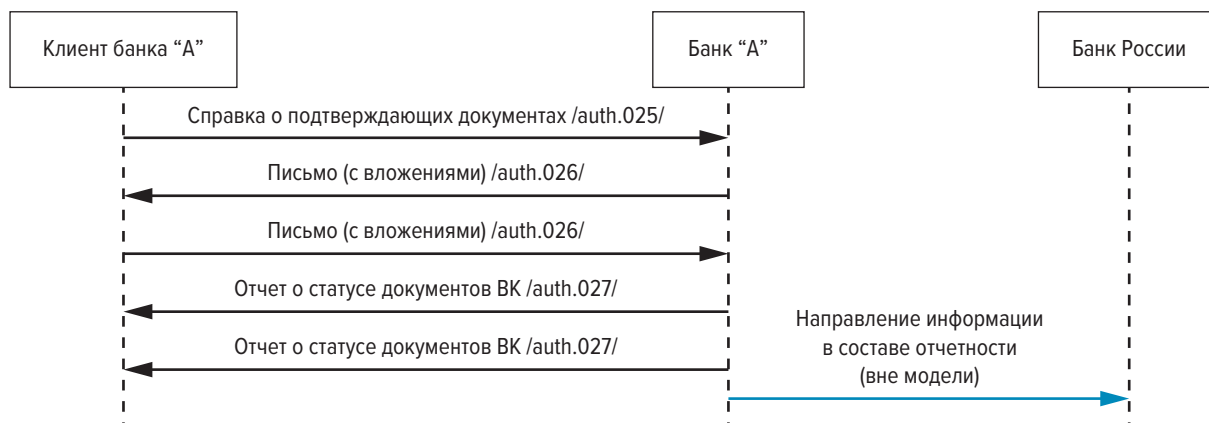 Клиент банка “А”
Банк “А”
Банк России
Справка о подтверждающих документах /auth.025/
Письмо (с вложениями) /auth.026/
Письмо (с вложениями) /auth.026/
Отчет о статусе документов ВК /auth.027/
Отчет о статусе документов ВК /auth.027/
Направление информации
в составе отчетности
(вне модели)